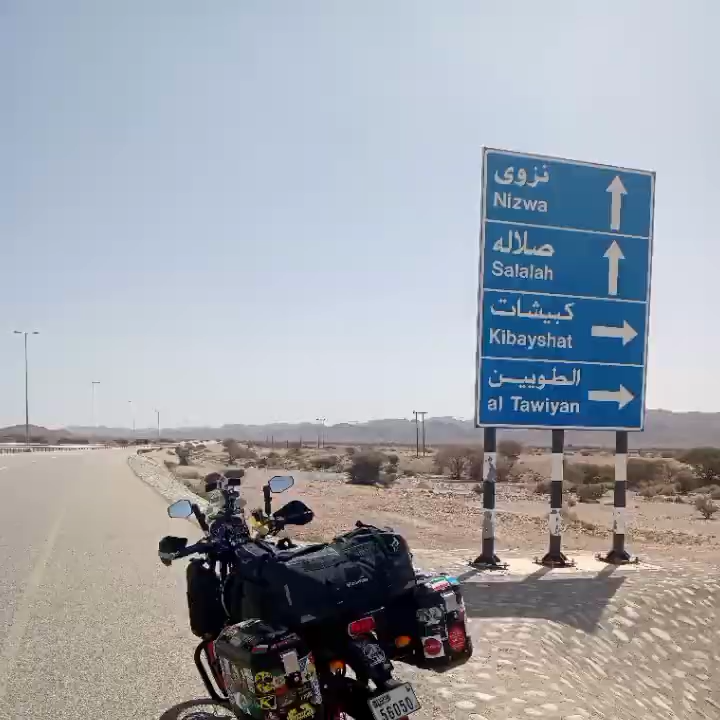 نزوى
Nizwa
صلاله
Salalah
كبيشات
Kibayshat
الطويين
al Tawiyan
56050